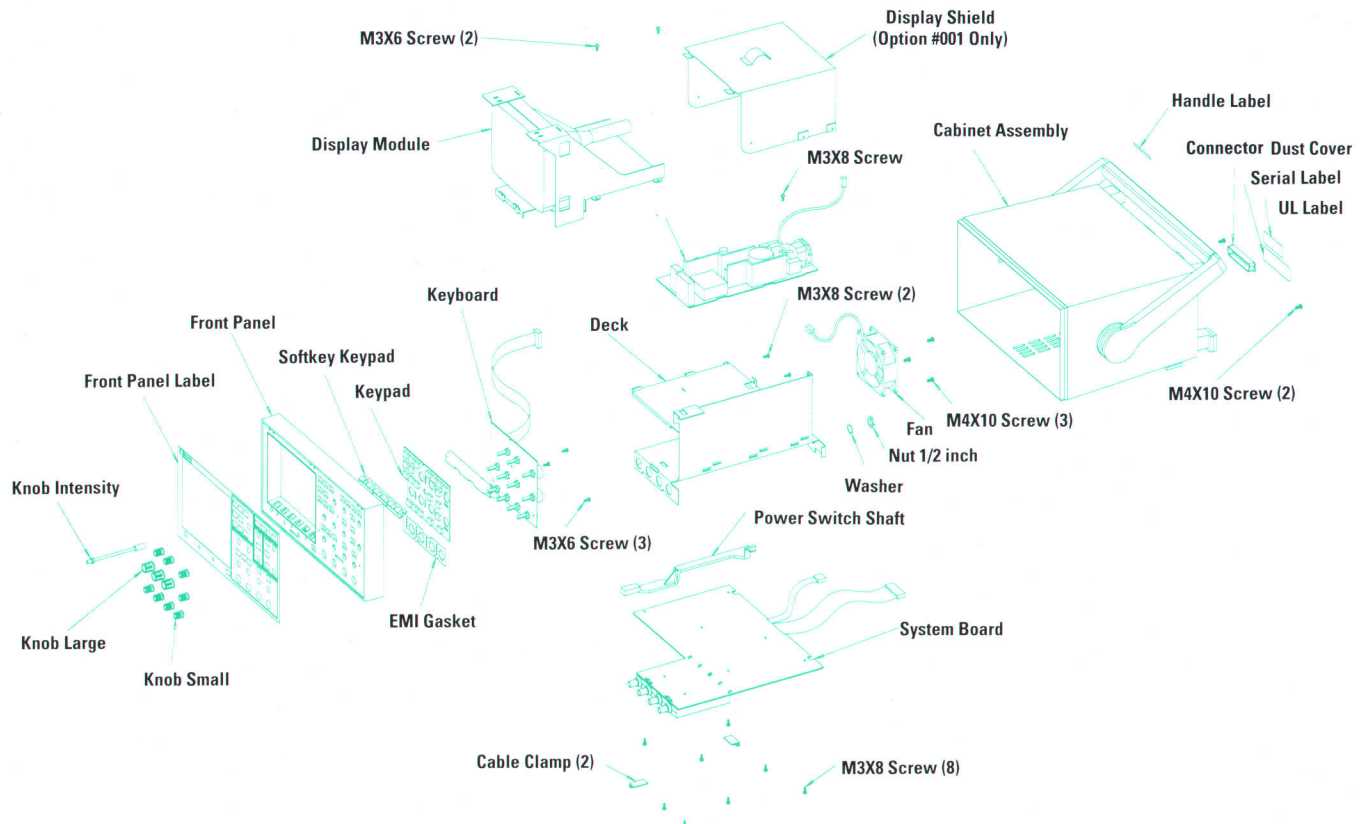 Display Shield
(Option #001 Only)
M3X6 Screw (2)
Handle Label
Cabinet Assembly
Display Module
Connector Dust Cover
M3X8 Screw
Serial Label
UL Label
Keyboard
M3X8 Screw (2)
Front Panel
Deck
Softkey Keypad
Front Panel Label
Keypad
M4X10 Screw (2)
M4X10 Screw (3)
Fan
Nut 1/2 inch
Knob Intensity
Washer
Power Switch Shaft
M3X6 Screw (3)
EMI Gasket
System Board
Knob Large
Knob Small
Cable Clamp (2)
M3X8 Screw (8)